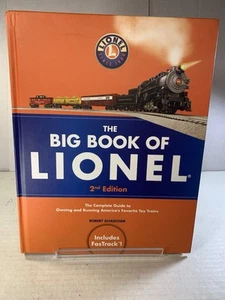 LIONEL
L
THE
BIG BOOK OF
LIONEL®
2nd Edition
The Complete Guide to
Owning and Running America's Favorite Toy Trains
ROBERT SCHLEICHER
Includes
FasTrack®!